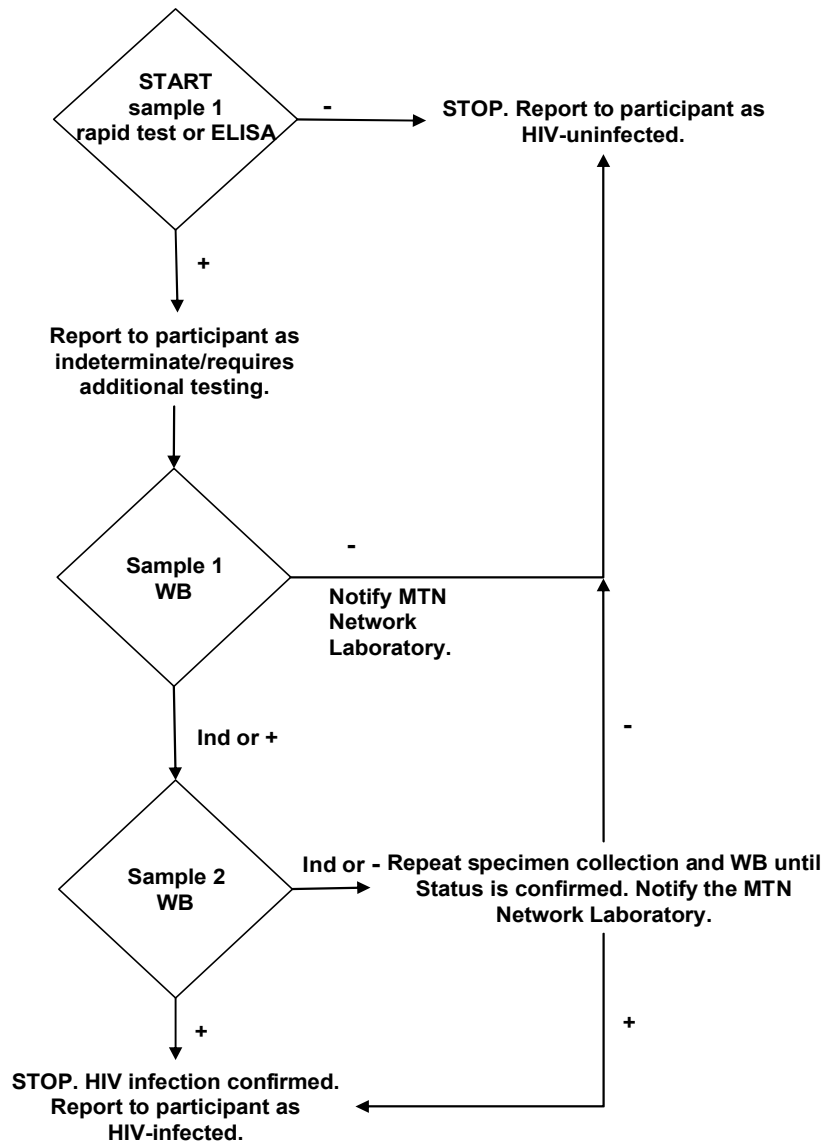 START
sample 1
rapid test or ELISA
-
STOP. Report to participant as
HIV-uninfected.
+
Report to participant as
indeterminate/requires
additional testing.
Sample 1
WB
-
Notify MTN
Network
Laboratory.
Ind or +
-
Sample 2
WB
Ind or -
Repeat specimen collection and WB until
Status is confirmed. Notify the MTN
Network Laboratory.
+
+
STOP. HIV infection confirmed.
Report to participant as
HIV-infected.